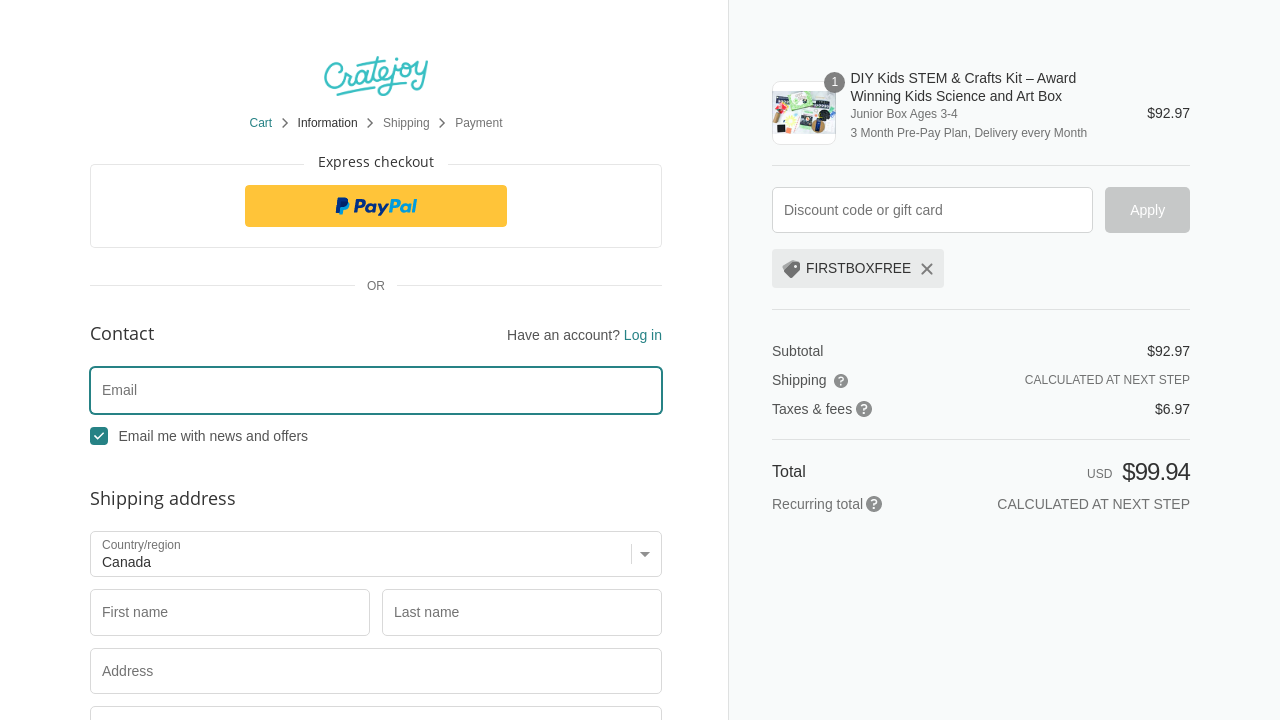 Cratejoy
Cart > Information > Shipping > Payment
Express checkout
PayPal
OR
Contact
Have an account? Log in
Email
Email me with news and offers
Shipping address
Country/region
Canada
First name
Last name
Address
1
DIY Kids STEM & Crafts Kit – Award
Winning Kids Science and Art Box
Junior Box Ages 3-4
3 Month Pre-Pay Plan, Delivery every Month
$92.97
Discount code or gift card
Apply
FIRSTBOXFREE
Subtotal
$92.97
Shipping
CALCULATED AT NEXT STEP
Taxes & fees
$6.97
Total
USD $99.94
Recurring total
CALCULATED AT NEXT STEP